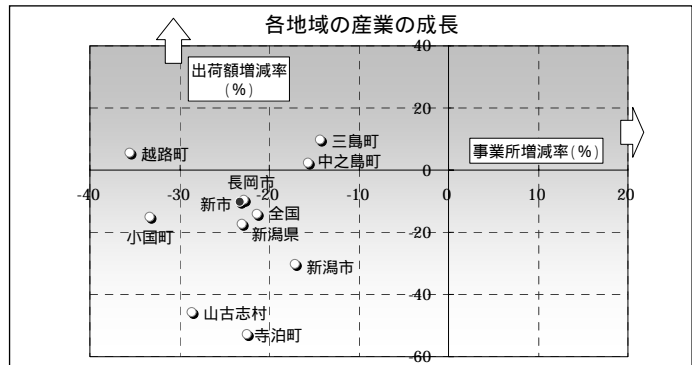 各地域の産業の成長
40
出荷額増減率
(%)
20
事業所増減率(%)
三島町
越路町
中之島町
0
-40
-30
-20
-10
0
10
20
長岡市
新市
全国
小国町
新潟県
-20
新潟市
-40
山古志村
寺泊町
-60